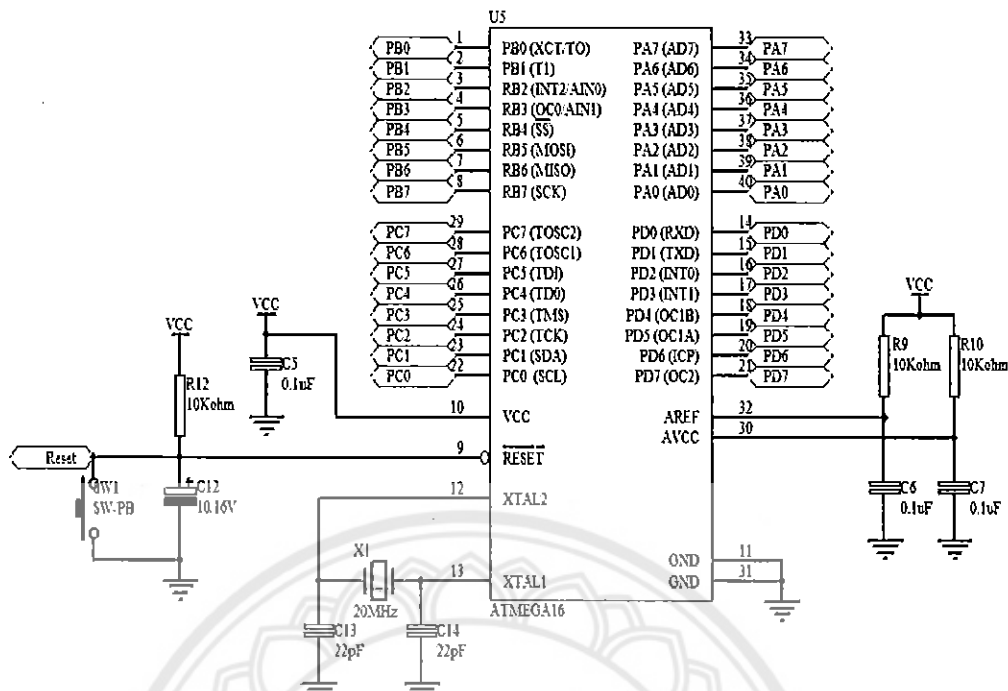 U5
PB0 1 PB0 (XCT/TO) PA7 (AD7) 33 PA7
PB1 2 PB1 (T1) PA6 (AD6) 34 PA6
PB2 3 RB2 (INT2/AIN0) PA5 (AD5) 35 PA5
PB3 4 RB3 (OC0/AIN1) PA4 (AD4) 36 PA4
PB4 5 RB4 (SS) PA3 (AD3) 37 PA3
PB5 6 RB5 (MOSI) PA2 (AD2) 38 PA2
PB6 7 RB6 (MISO) PA1 (AD1) 39 PA1
PB7 8 RB7 (SCK) PA0 (AD0) 40 PA0
PC7 29 PC7 (TOSC2) PD0 (RXD) 14 PD0
PC6 28 PC6 (TOSC1) PD1 (TXD) 15 PD1
PC5 27 PC5 (TDI) PD2 (INT0) 16 PD2
PC4 26 PC4 (TD0) PD3 (INT1) 17 PD3
PC3 25 PC3 (TMS) PD4 (OC1B) 18 PD4
PC2 24 PC2 (TCK) PD5 (OC1A) 19 PD5
PC1 23 PC1 (SDA) PD6 (ICP) 20 PD6
PC0 22 PC0 (SCL) PD7 (OC2) 21 PD7
VCC VCC VCC
C5
0.1uF
R12
10Kohm
R9 R10
10Kohm 10Kohm
10 VCC AREF 32
AVCC 30
Reset 9 RESET
SW1
SW-PB
C12
10.16V
12 XTAL2
C6 C7
0.1uF 0.1uF
X1
20MHz
13 XTAL1
GND 11
GND 31
ATMEGA16
C13 C14
22pF 22pF